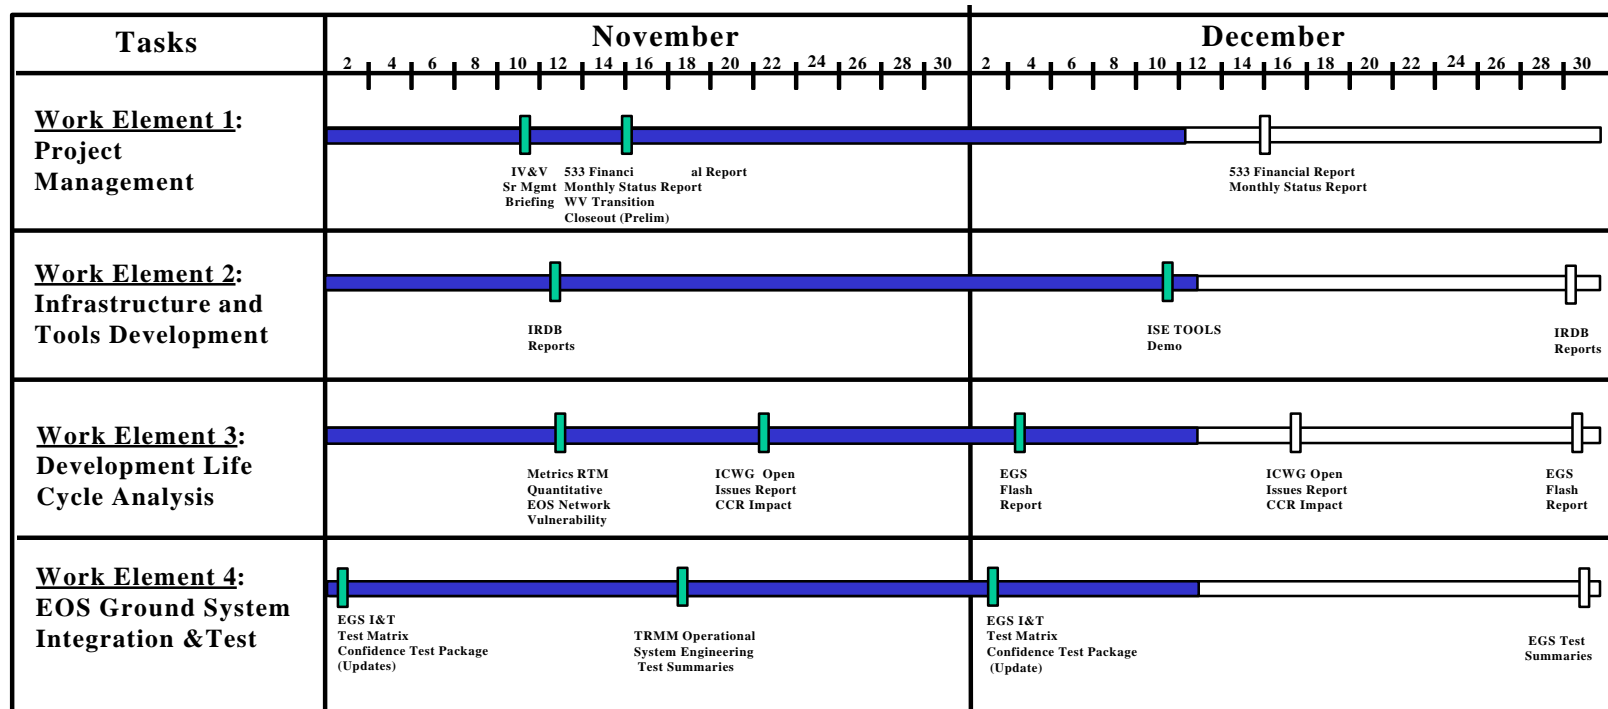 Tasks
November
December
2 4 6 8 10 12 14 16 18 20 22 24 26 28 30
2 4 6 8 10 12 14 16 20 22 24 26 28 30
Work Element 1:
Project
Management
IV&V
Sr Mgmt
Briefing
533 Financi al Report
Monthly Status Report
WV Transition
Closeout (Prelim)
533 Financial Report
Monthly Status Report
Work Element 2:
Infrastructure and
Tools Development
IRDB
Reports
ISE TOOLS
Demo
IRDB
Reports
Work Element 3:
Development Life
Cycle Analysis
Metrics RTM
Quantitative
EOS Network
Vulnerability
ICWG Open
Issues Report
CCR Impact
EGS
Flash
Report
ICWG Open
Issues Report
CCR Impact
EGS
Flash
Report
Work Element 4:
EOS Ground System
Integration &Test
EGS I&T
Test Matrix
Confidence Test Package
(Updates)
TRMM Operational
System Engineering
Test Summaries
EGS I&T
Test Matrix
Confidence Test Package
(Update)
EGS Test
Summaries